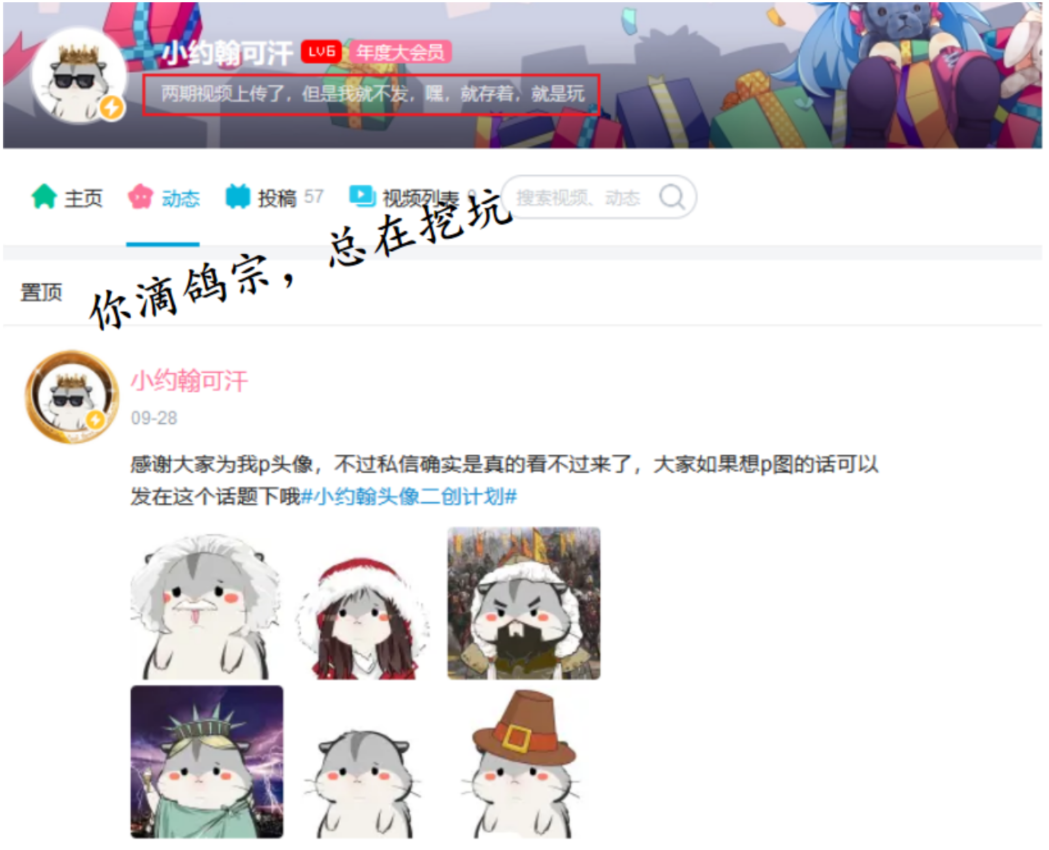 小约翰可汗 LV6 年度大会员
两期视频上传了，但是我就不发，嘿，就存着，就是玩
主页 动态 投稿 57 视频列表 搜索视频、动态
你滴鸽宗，总在挖坑
置顶
小约翰可汗
09-28
感谢大家为我p头像，不过私信确实是真的看不过来了，大家如果想p图的话可以
发在这个话题下哦#小约翰头像二创计划#